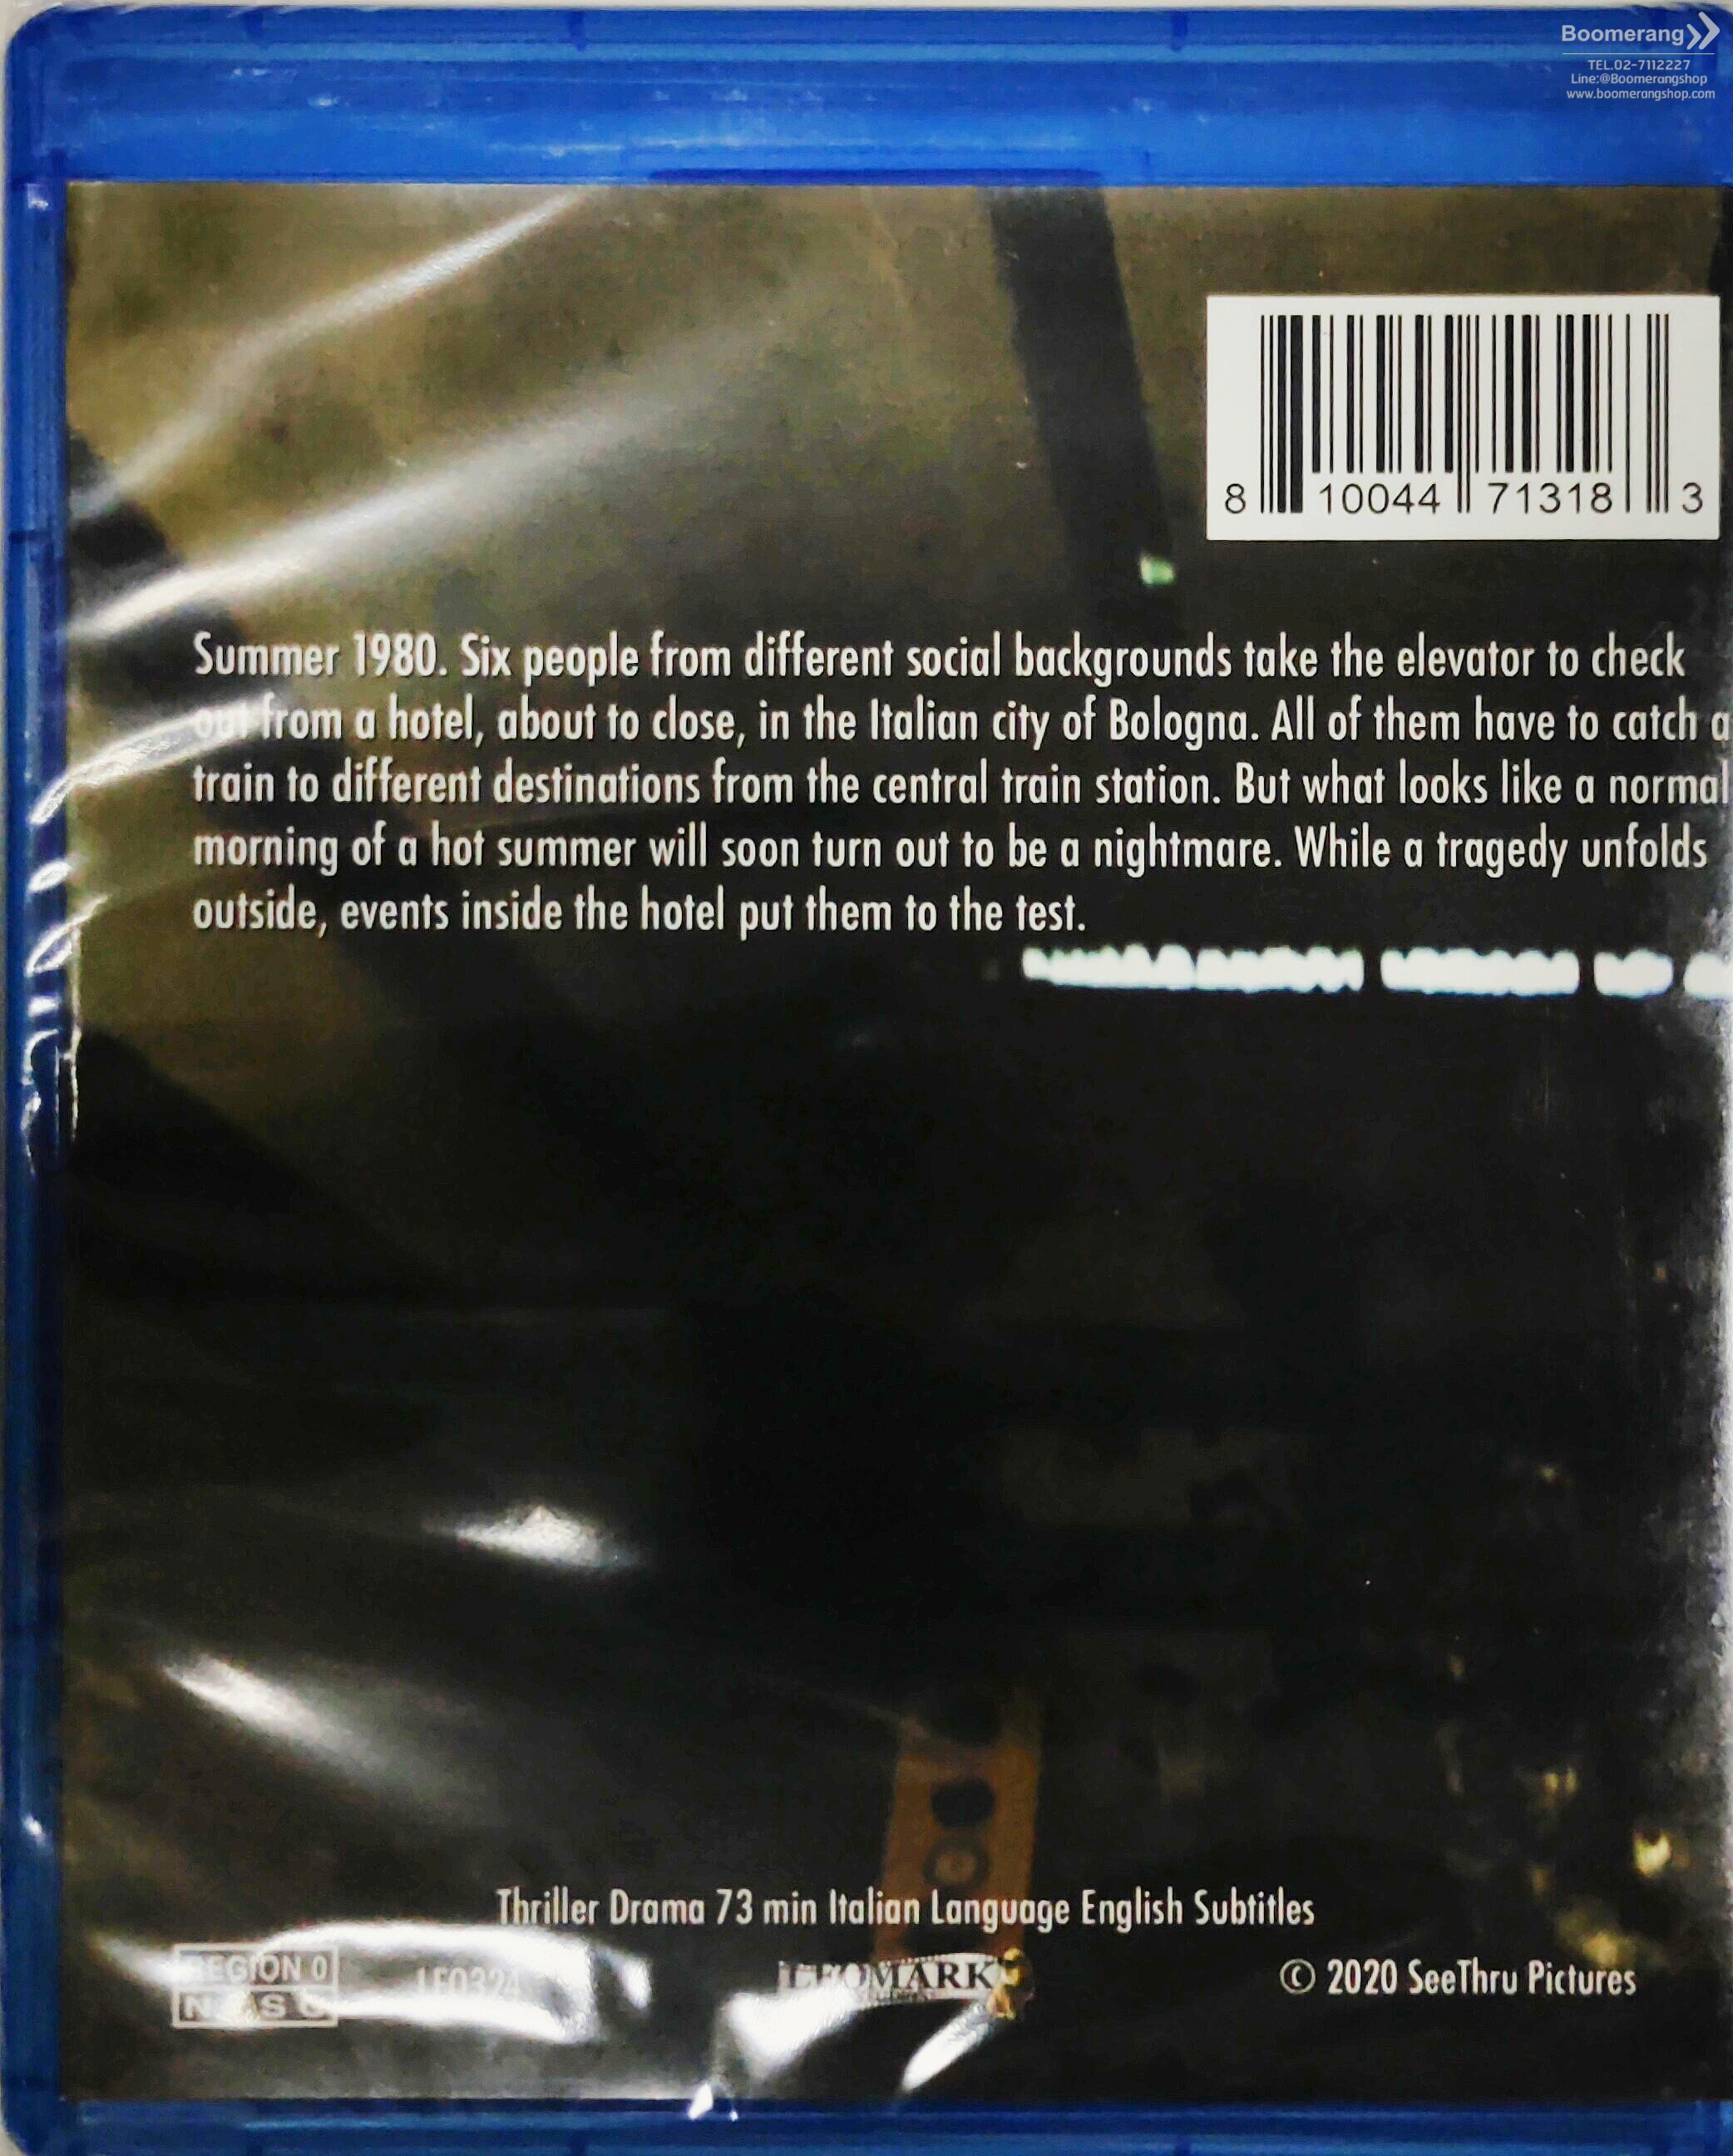 Boomerang
TEL.02-7112227
Line:@Boomerangshop
www.boomerangshop.com
8 10044 71318 3
Summer 1980. Six people from different social backgrounds take the elevator to check
out from a hotel, about to close, in the Italian city of Bologna. All of them have to catch a
train to different destinations from the central train station. But what looks like a normal
morning of a hot summer will soon turn out to be a nightmare. While a tragedy unfolds
outside, events inside the hotel put them to the test.
Thriller Drama 73 min Italian Language English Subtitles
REGION 0
© 2020 SeeThru Pictures